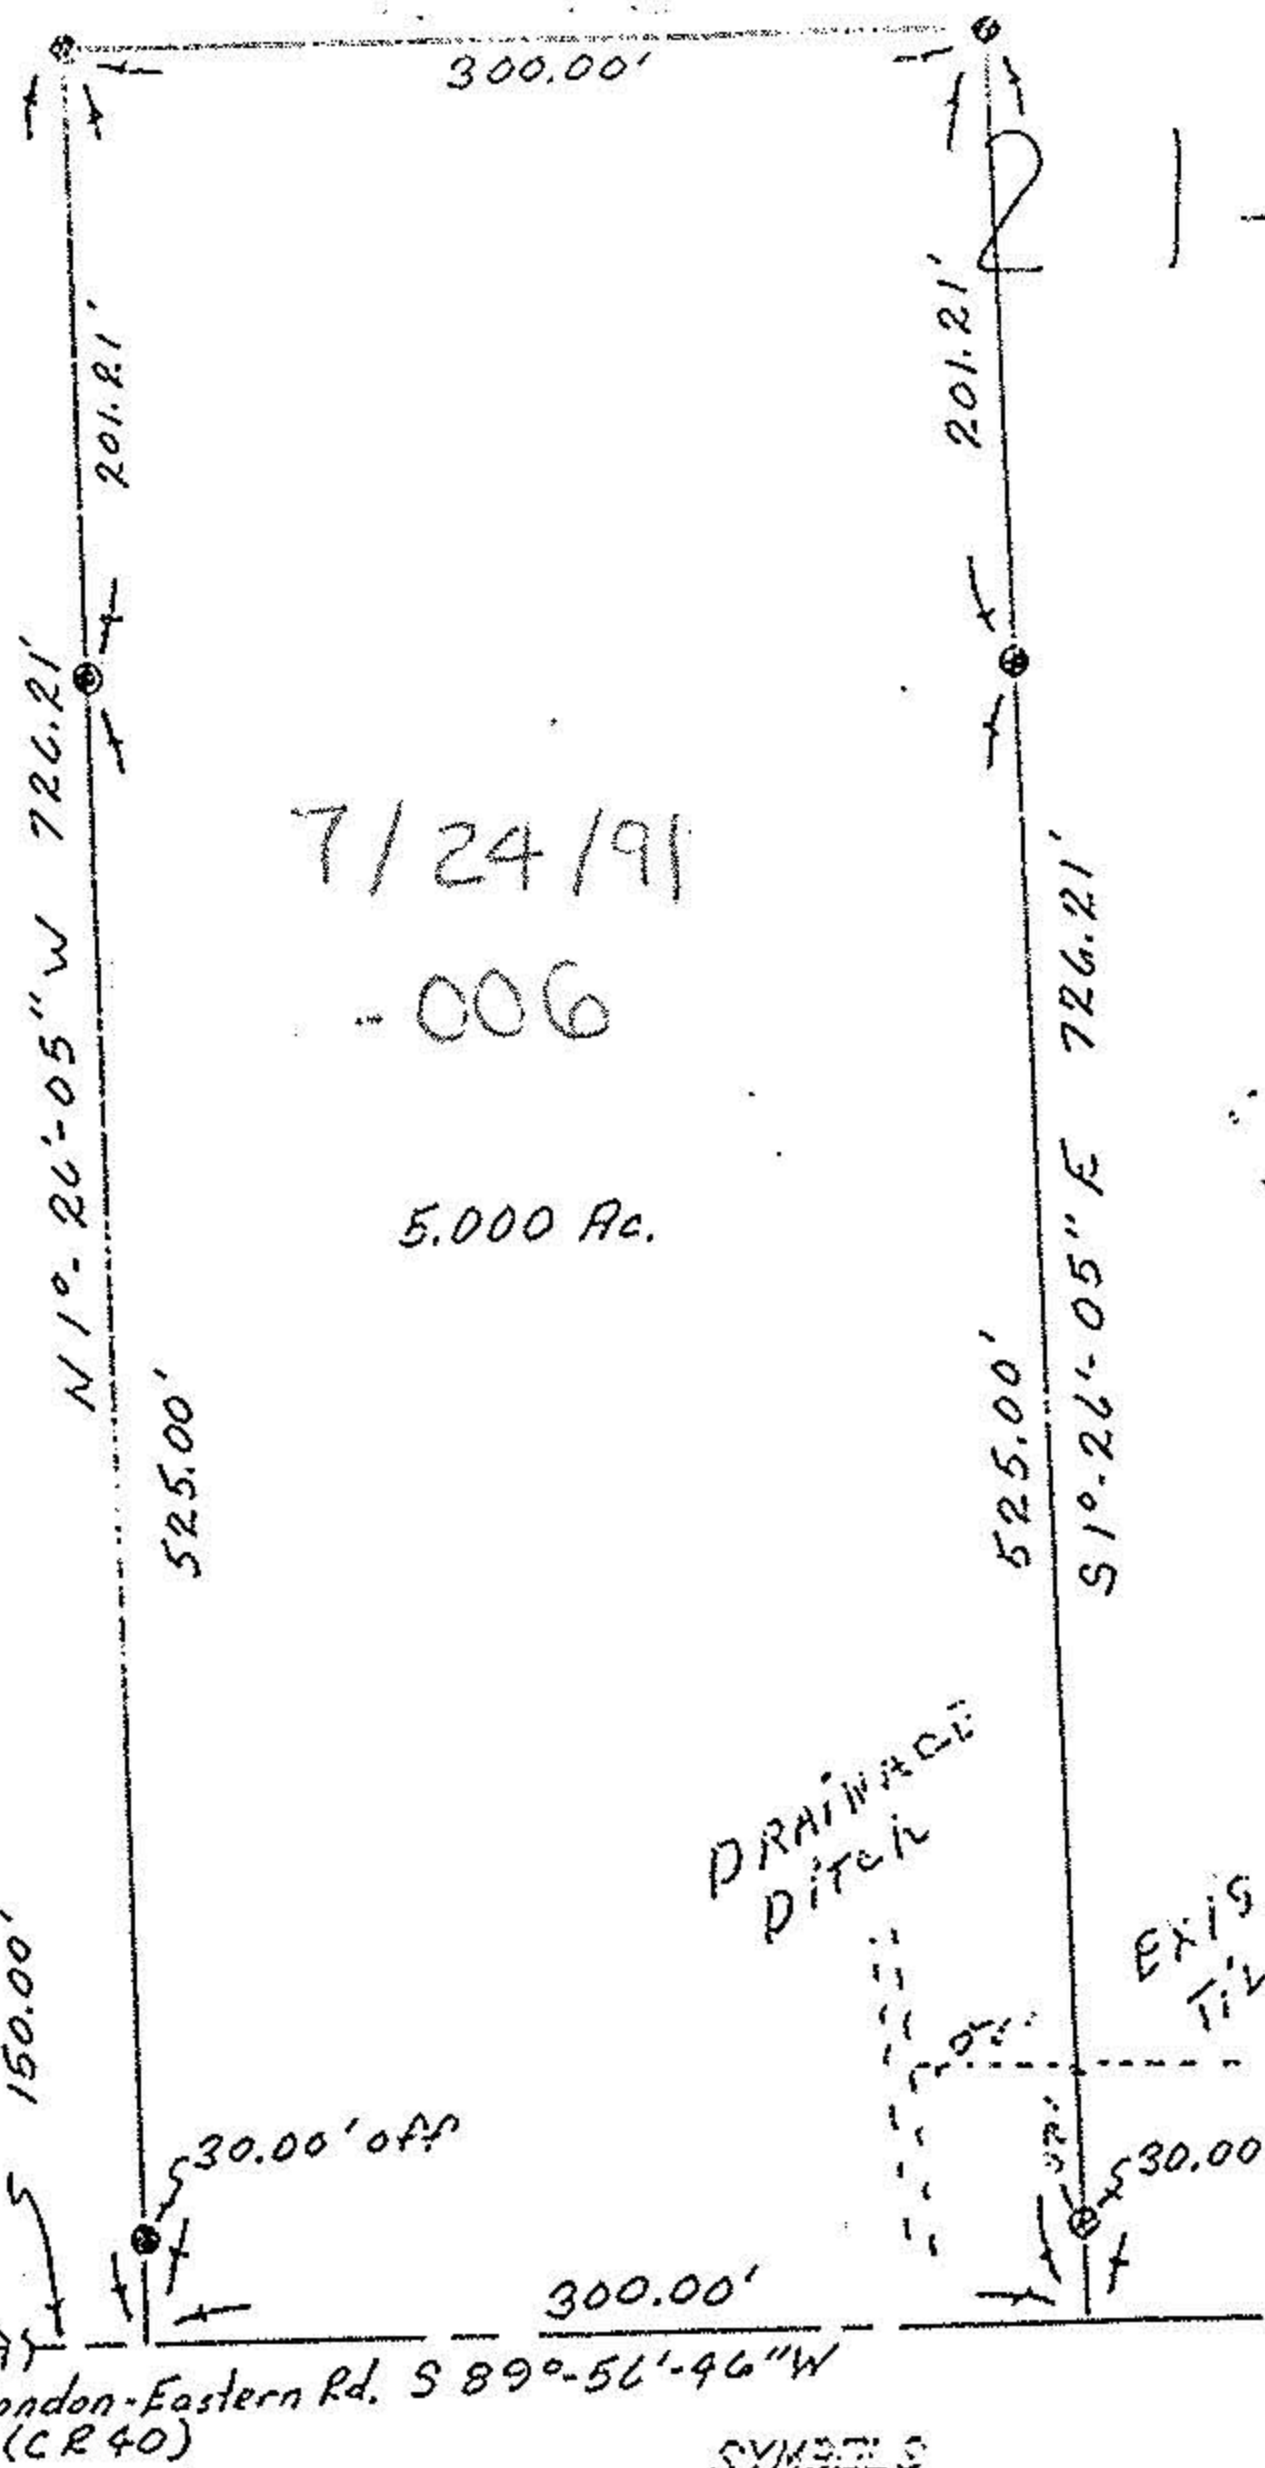 300.00'
21-
201.21'
201.21'
N 1°-26'-05" W 726.21'
7/24/91
-006
S 1°-26'-05" E 726.21'
5.000 Ac.
525.00'
525.00'
DRAINAGE
DITCH
150.00'
30.00' off
30.00
300.00'
ondon-Eastern Rd. S 89°-56'-46" W
(CR 40)
SYMBOLS